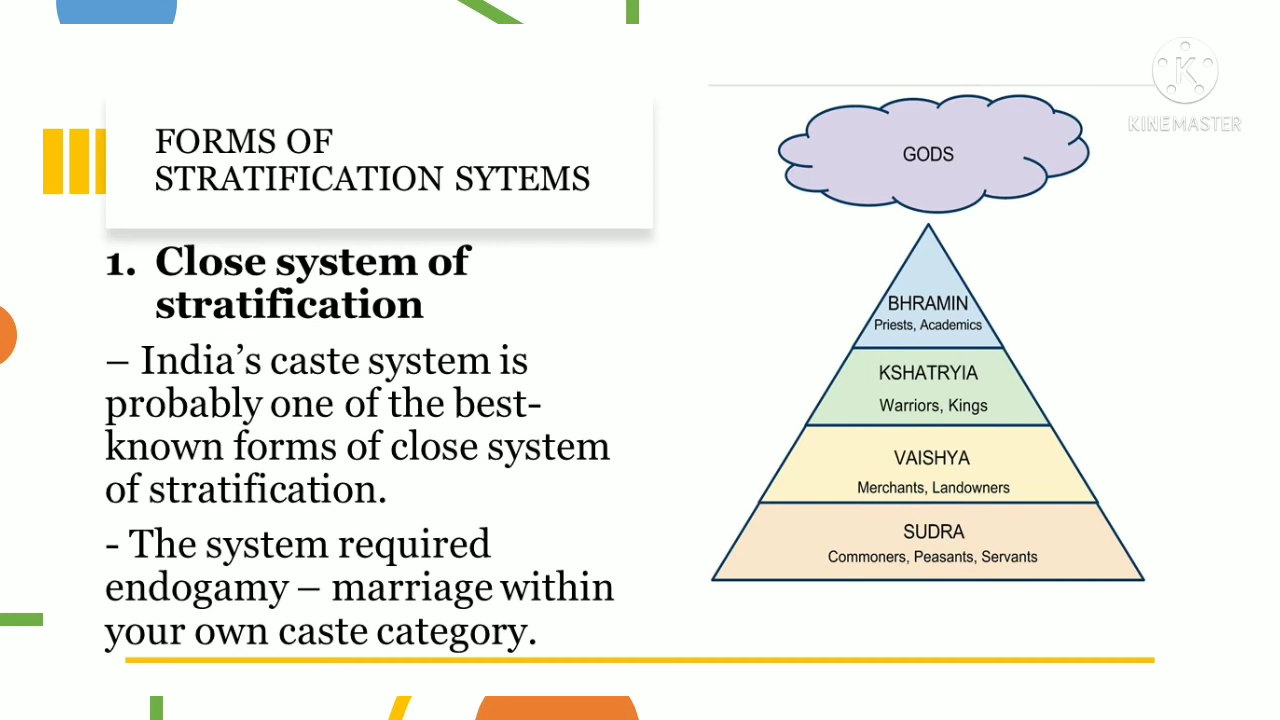 FORMS OF
STRATIFICATION SYTEMS
1. Close system of
stratification
– India’s caste system is
probably one of the best-
known forms of close system
of stratification.
- The system required
endogamy – marriage within
your own caste category.
KINEMASTER
GODS
BHRAMIN
Priests, Academics
KSHATRYIA
Warriors, Kings
VAISHYA
Merchants, Landowners
SUDRA
Commoners, Peasants, Servants